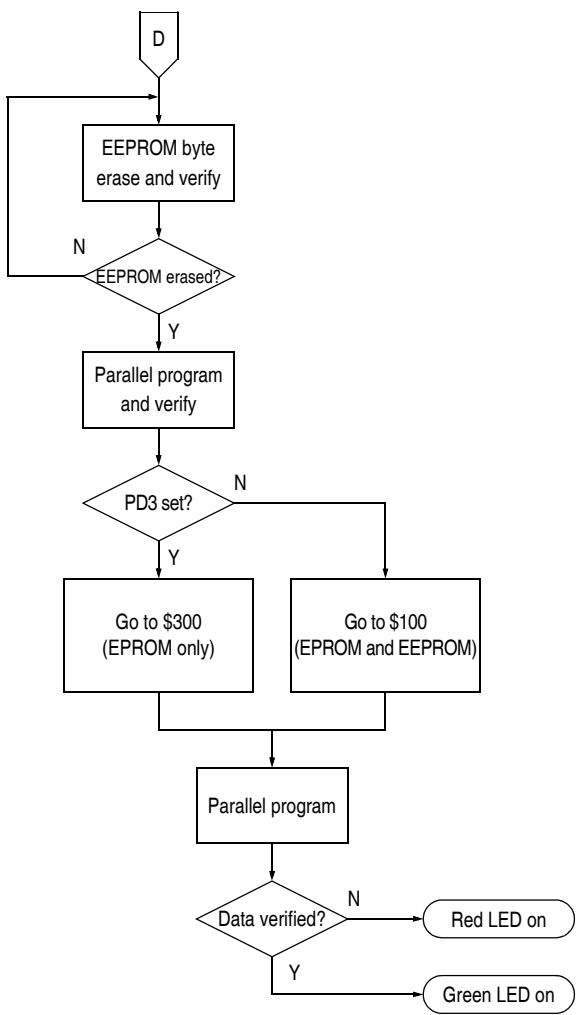 D
EEPROM byte
erase and verify
N
EEPROM erased?
Y
Parallel program
and verify
N
PD3 set?
Y
Go to $300
(EPROM only)
Go to $100
(EPROM and EEPROM)
Parallel program
N
Data verified?
Red LED on
Y
Green LED on